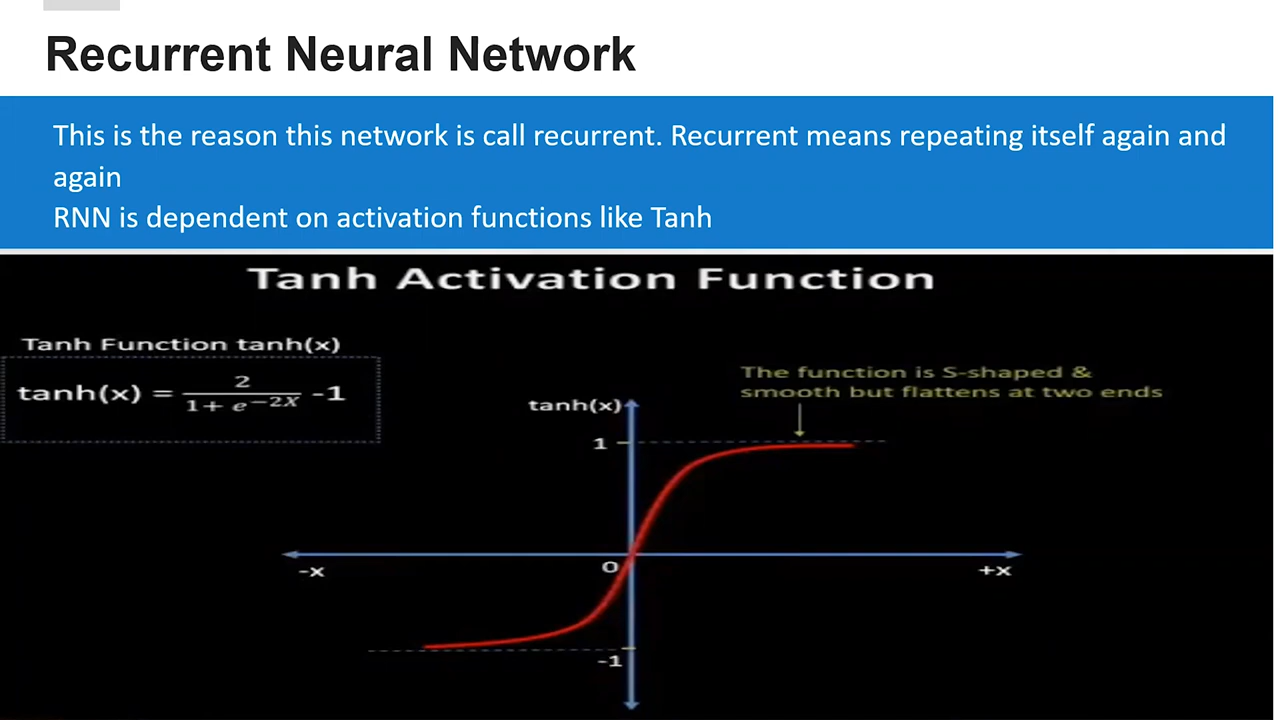 Recurrent Neural Network
This is the reason this network is call recurrent. Recurrent means repeating itself again and
again
RNN is dependent on activation functions like Tanh
Tanh Activation Function
Tanh Function tanh(x)
tanh(x) = 2 / (1 + e^{-2X}) -1
The function is S-shaped &
smooth but flattens at two ends
tanh(x)
1
0
-x
+x
-1